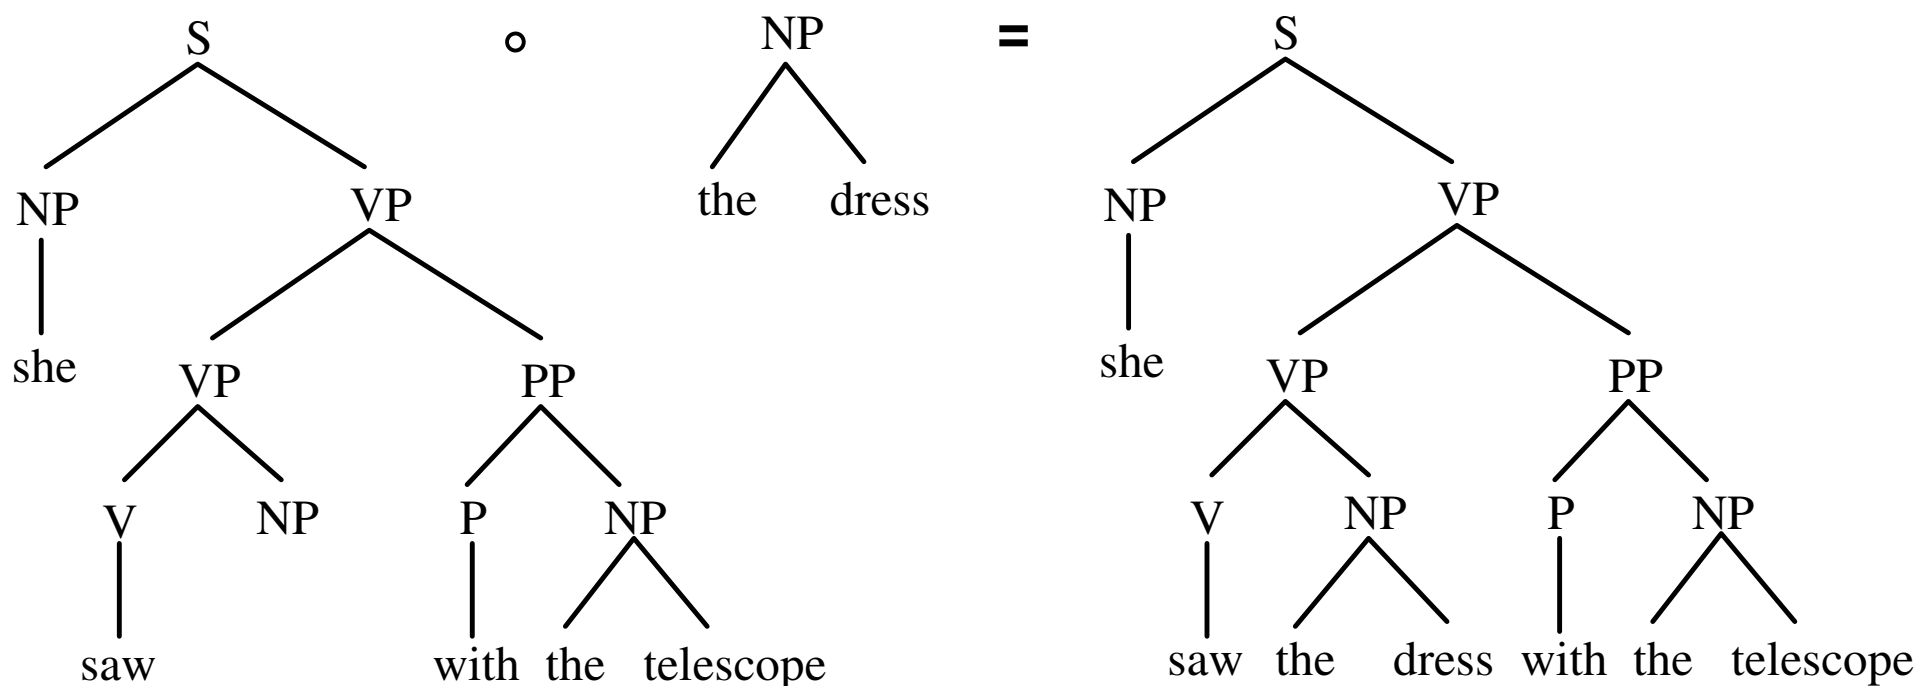 S ∘ NP = S
NP VP the dress NP VP
she VP PP she VP PP
V NP P NP V NP P NP
saw with the telescope saw the dress with the telescope